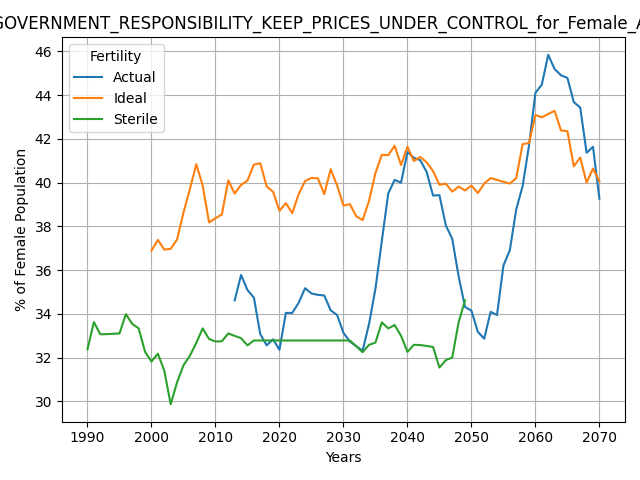 GOVERNMENT_RESPONSIBILITY_KEEP_PRICES_UNDER_CONTROL_for_Female_A
Fertility
Actual
Ideal
Sterile
% of Female Population
46
44
42
40
38
36
34
32
30
1990 2000 2010 2020 2030 2040 2050 2060 2070
Years